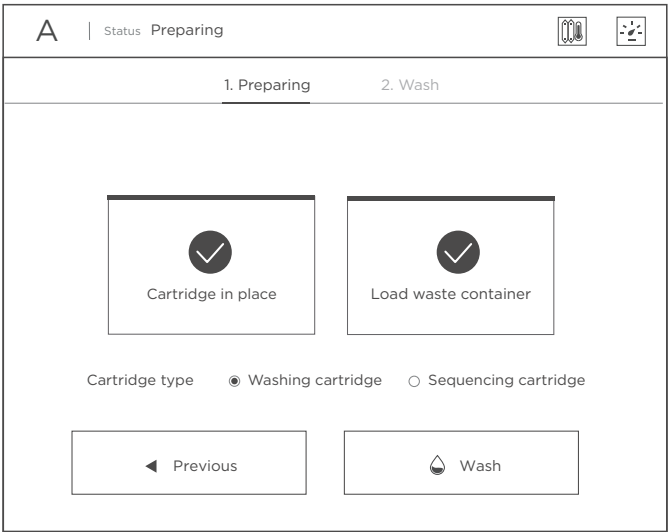 A Status Preparing
1. Preparing 2. Wash
Cartridge in place Load waste container
Cartridge type Washing cartridge Sequencing cartridge
Previous Wash